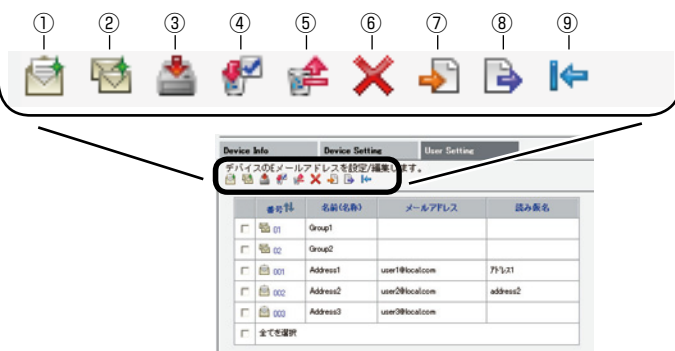 ① ② ③ ④ ⑤ ⑥ ⑦ ⑧ ⑨
Device Info Device Setting User Setting
デバイスのEメールアドレスを設定/編集します。
番号 名前(名称) メールアドレス 読み仮名
01 Group1
02 Group2
001 Address1 user1@local.com アドレス1
002 Address2 user2@local.com address2
003 Address3 user3@local.com
全てを選択